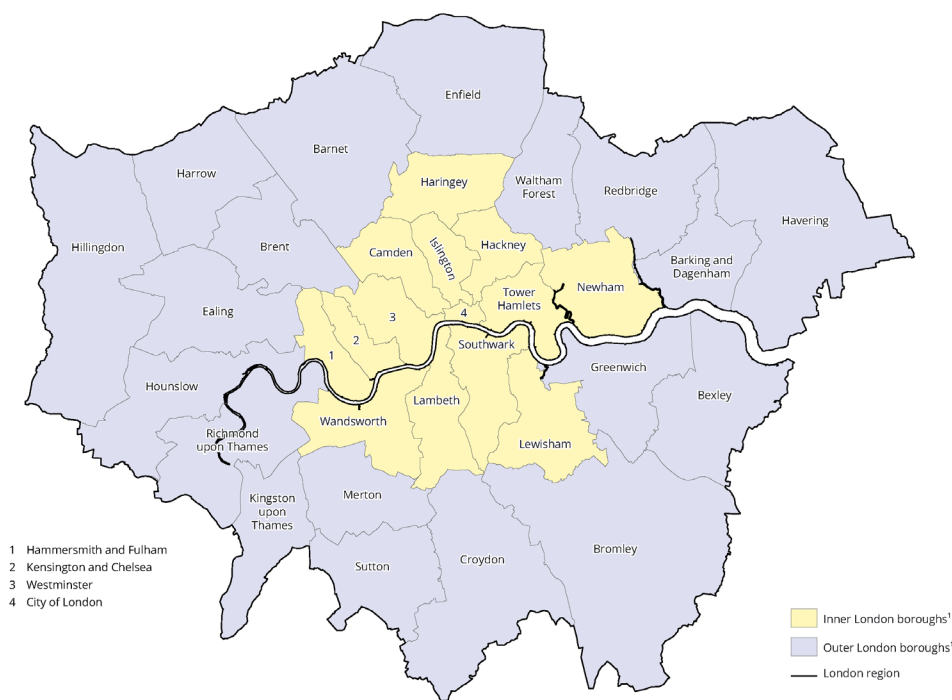 Enfield
Barnet
Harrow
Haringey
Waltham
Forest
Redbridge
Havering
Hillingdon
Brent
Camden
Islington
Hackney
Barking and
Dagenham
Newham
Tower
Hamlets
Ealing
3
4
2
1
Southwark
Greenwich
Hounslow
Bexley
Lambeth
Wandsworth
Richmond
upon Thames
Lewisham
Kingston
upon
Thames
Merton
Sutton
Croydon
Bromley
1 Hammersmith and Fulham
2 Kensington and Chelsea
3 Westminster
4 City of London
Inner London boroughs¹
Outer London boroughs¹
London region